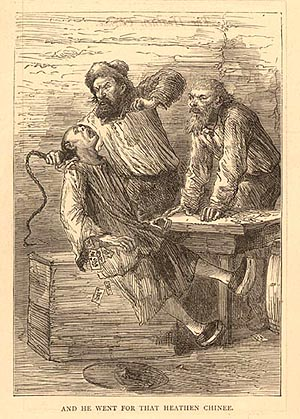 AND HE WENT FOR THAT HEATHEN CHINEE.